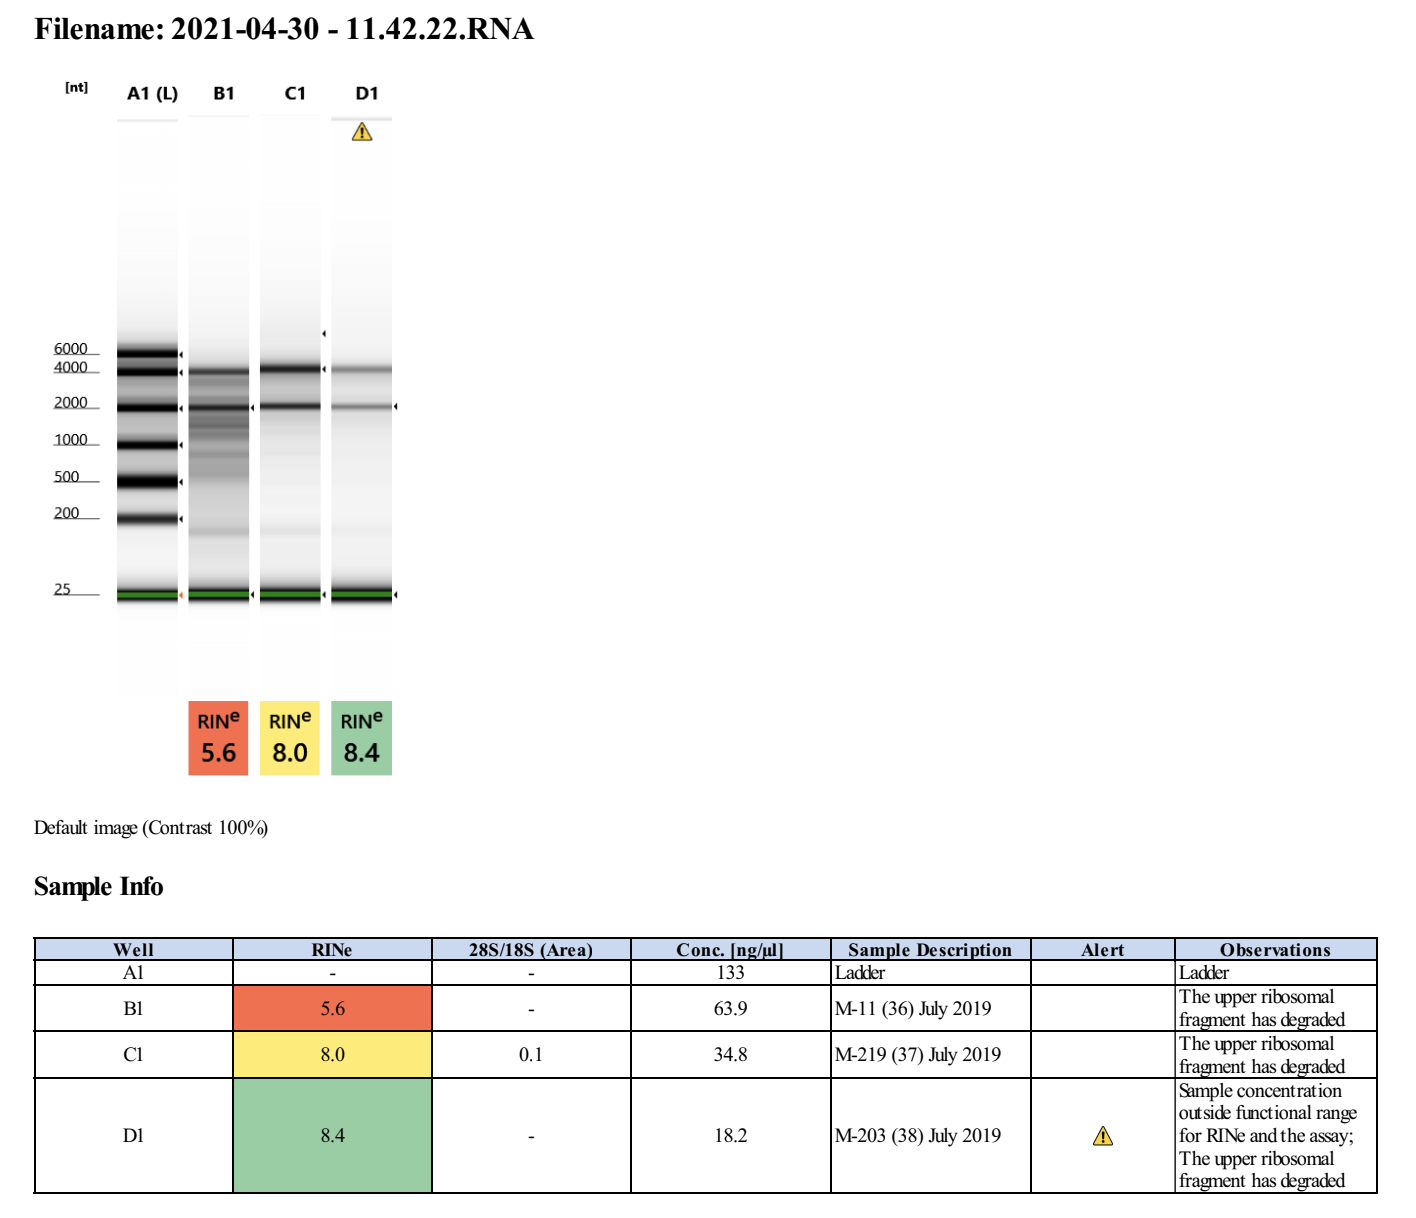 Filename: 2021-04-30 - 11.42.22.RNA
[nt] A1 (L) B1 C1 D1
6000
4000
2000
1000
500
200
25
RINe RINe RINe
5.6 8.0 8.4
Default image (Contrast 100%)
Sample Info
Well RINe 28S/18S (Area) Conc. [ng/µl] Sample Description Alert Observations
A1 - - 133 Ladder Ladder
B1 5.6 - 63.9 M-11 (36) July 2019 The upper ribosomal
fragment has degraded
C1 8.0 0.1 34.8 M-219 (37) July 2019 The upper ribosomal
fragment has degraded
D1 8.4 - 18.2 M-203 (38) July 2019 Sample concentration
outside functional range
for RINe and the assay;
The upper ribosomal
fragment has degraded